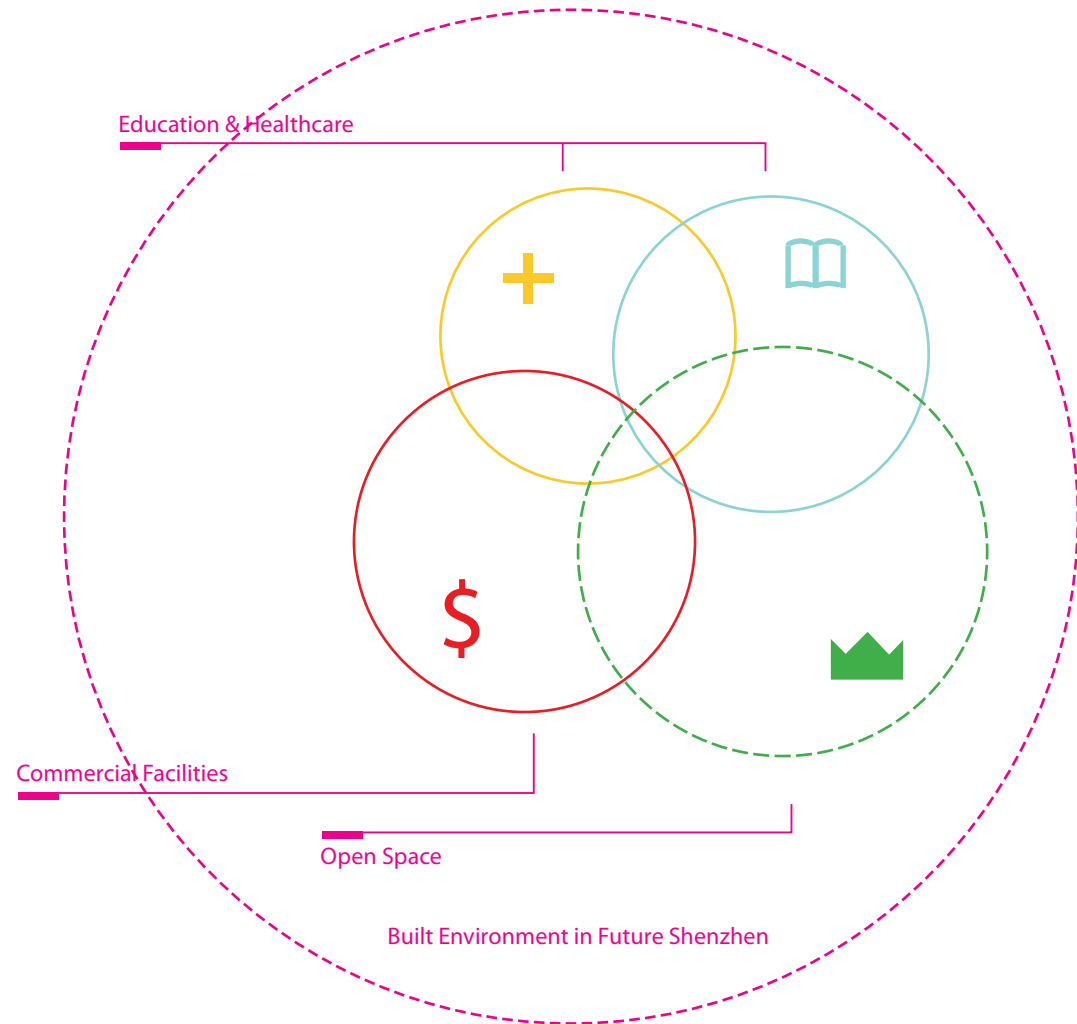 Education & Healthcare
$
Commercial Facilities
Open Space
Built Environment in Future Shenzhen